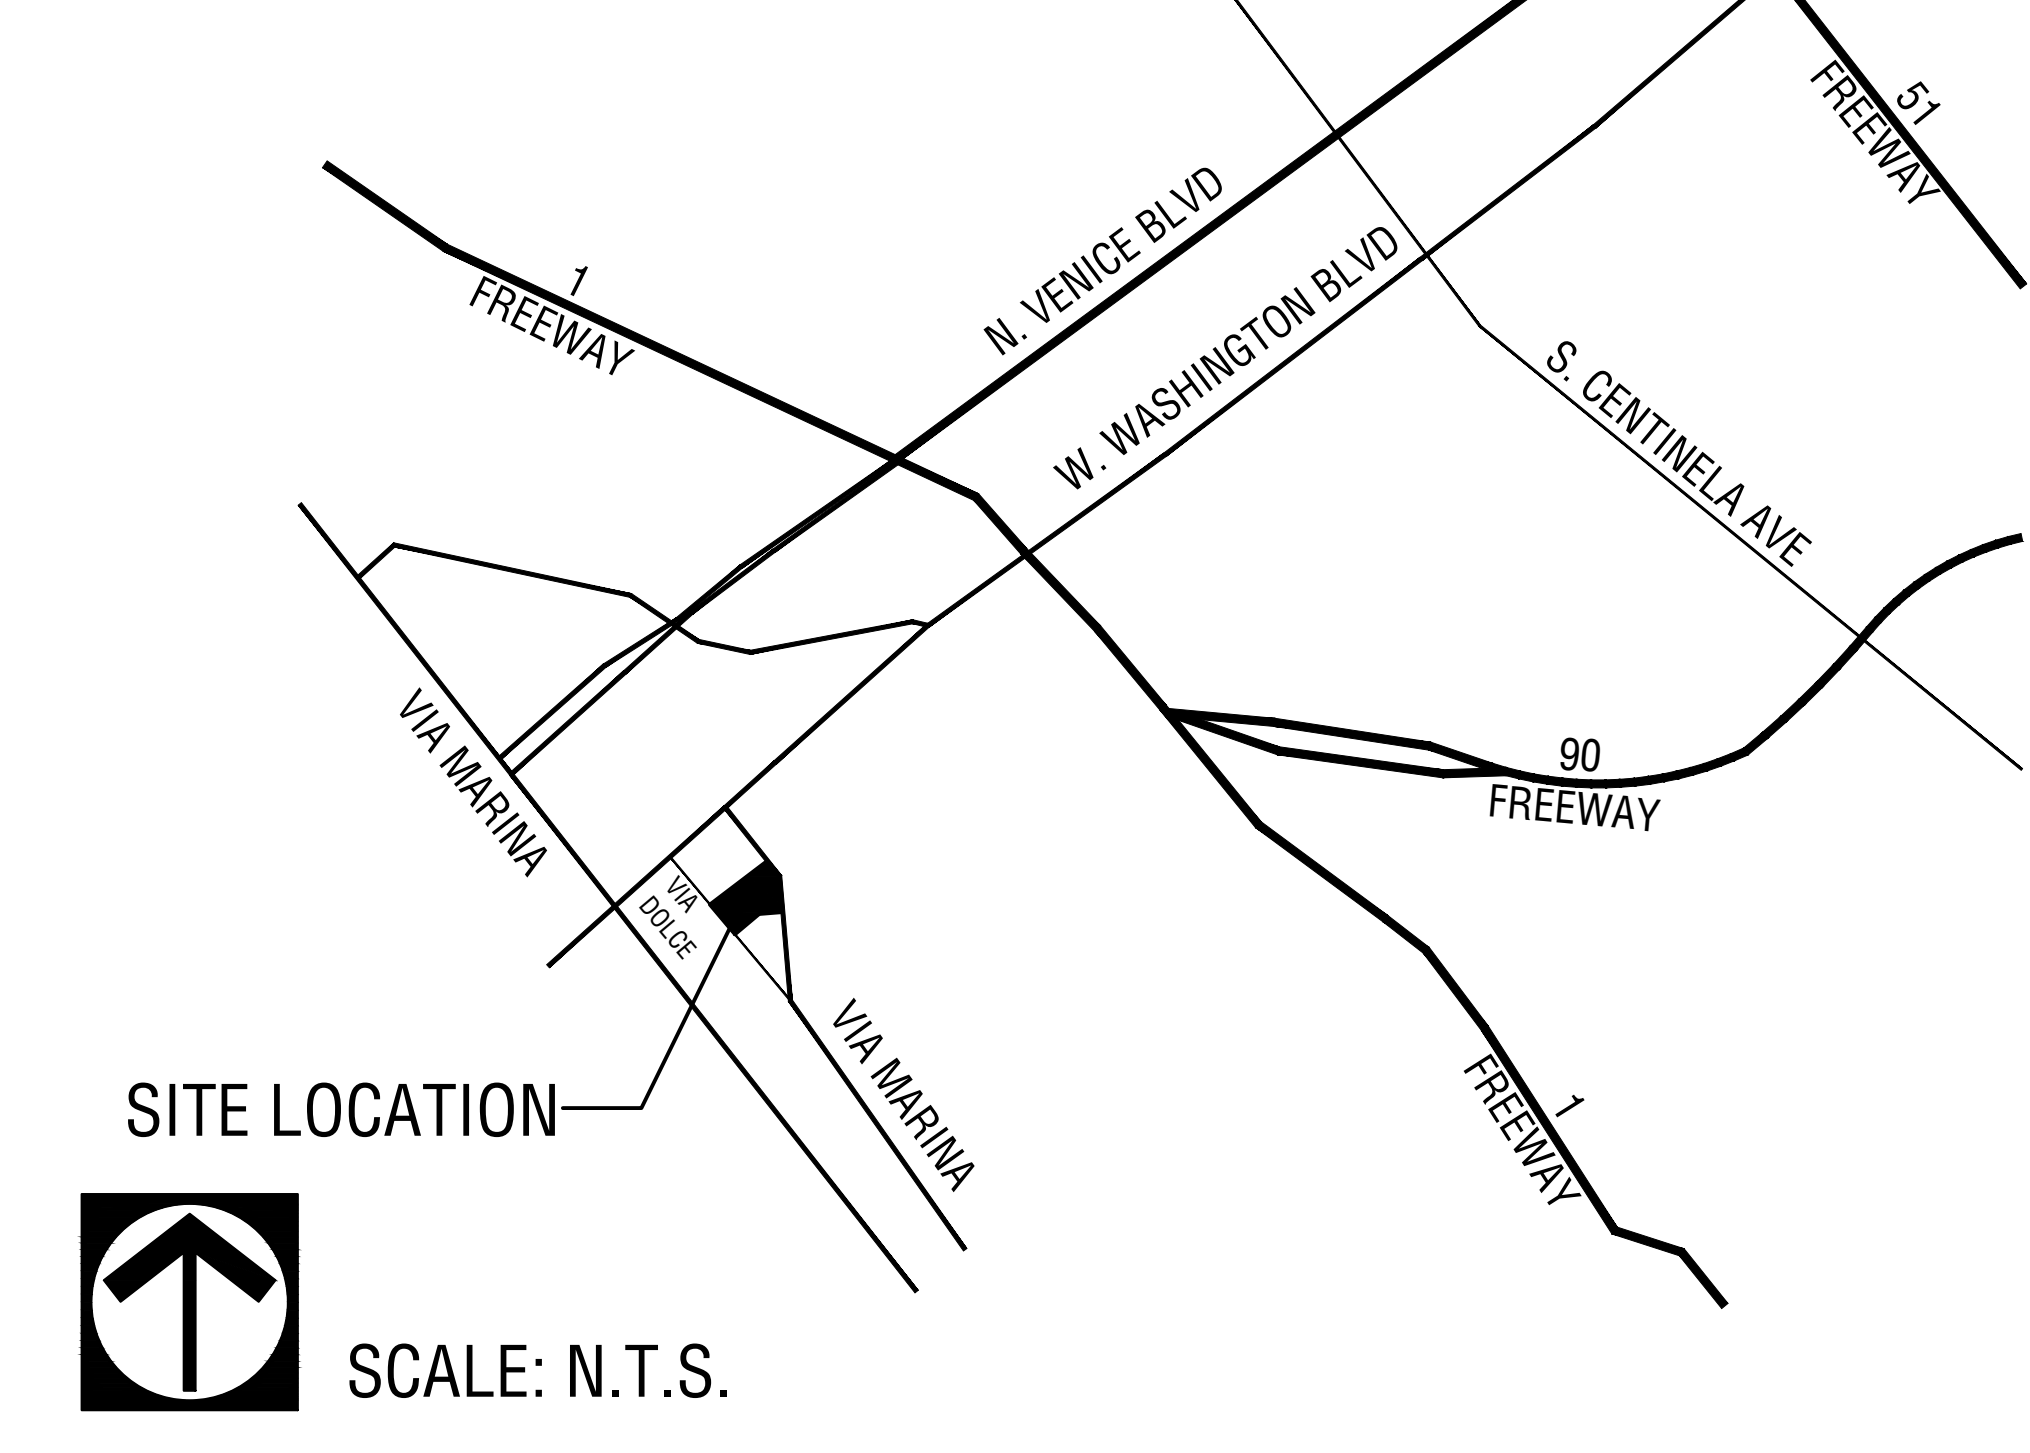 51
FREEWAY
N. VENICE BLVD
W. WASHINGTON BLVD
1
FREEWAY
S. CENTINELA AVE
VIA MARINA
90
FREEWAY
VIA
DOLCE
VIA MARINA
1
FREEWAY
SITE LOCATION
SCALE: N.T.S.